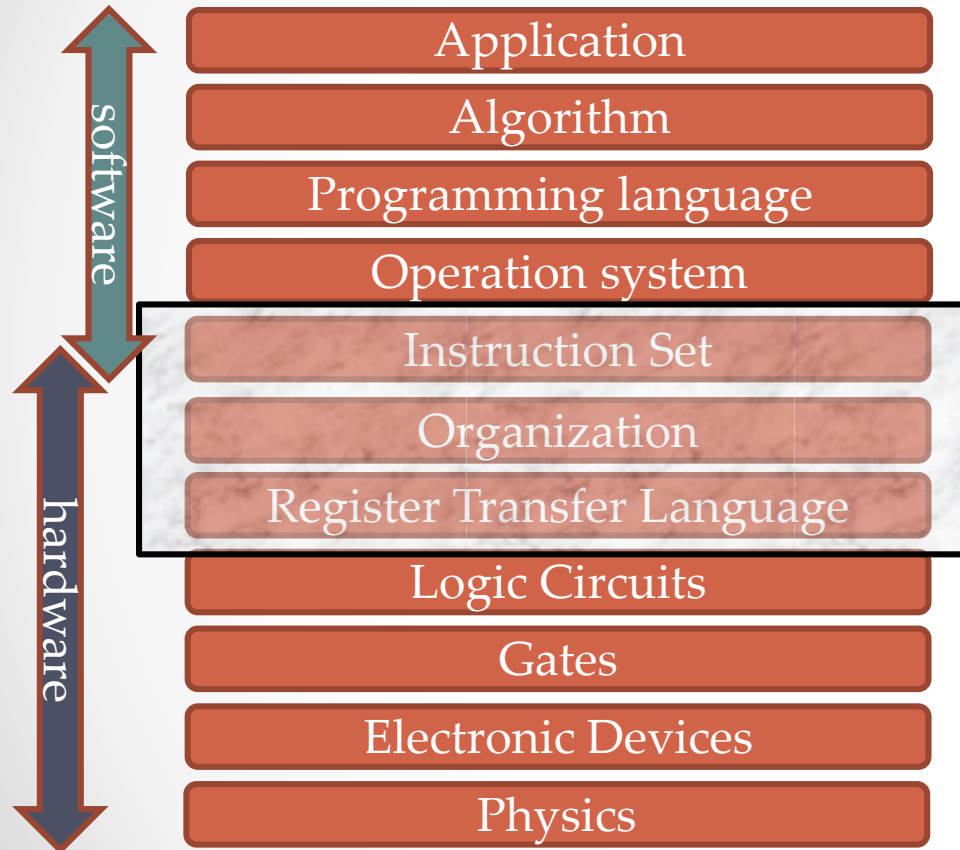 software
hardware
Application
Algorithm
Programming language
Operation system
Instruction Set
Organization
Register Transfer Language
Logic Circuits
Gates
Electronic Devices
Physics